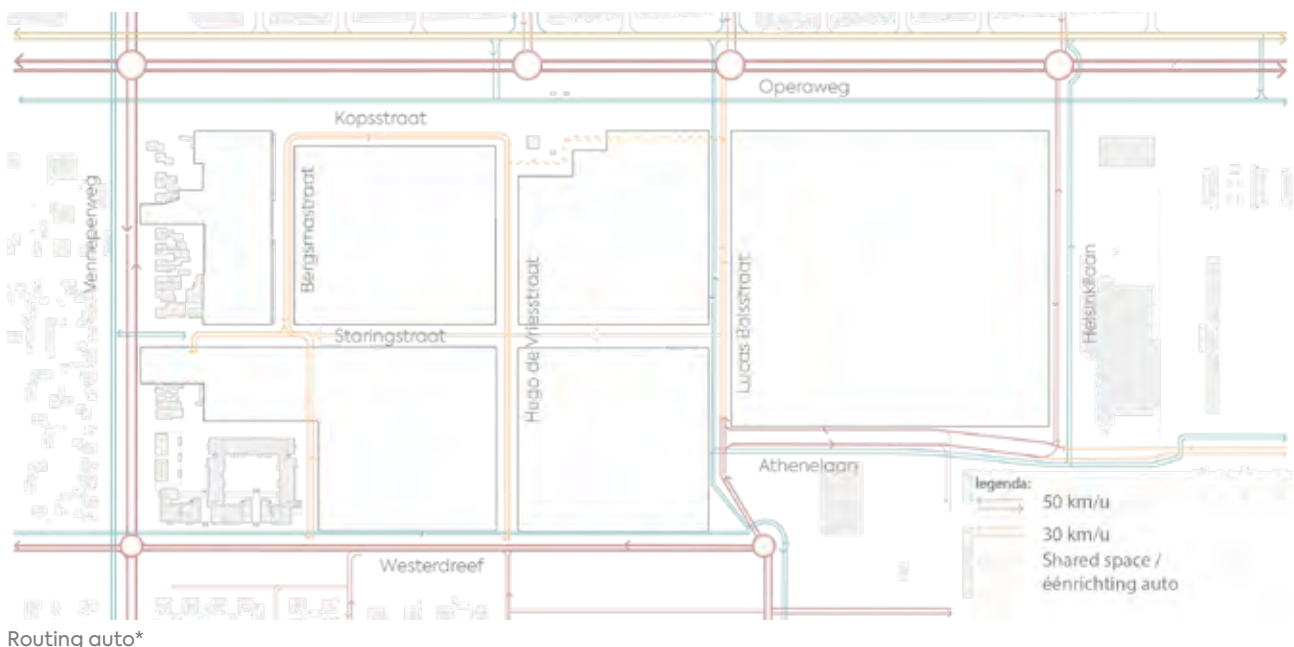 Operaweg
Kopsstraat
Venneperweg
Bergsmastraat
Hugo de Vriesstraat
Lucas Bolsstraat
Helsinkilaan
Staringstraat
Athenelaan
legenda:
50 km/u
30 km/u
Shared space /
éénrichting auto
Westerdreef
Routing auto*